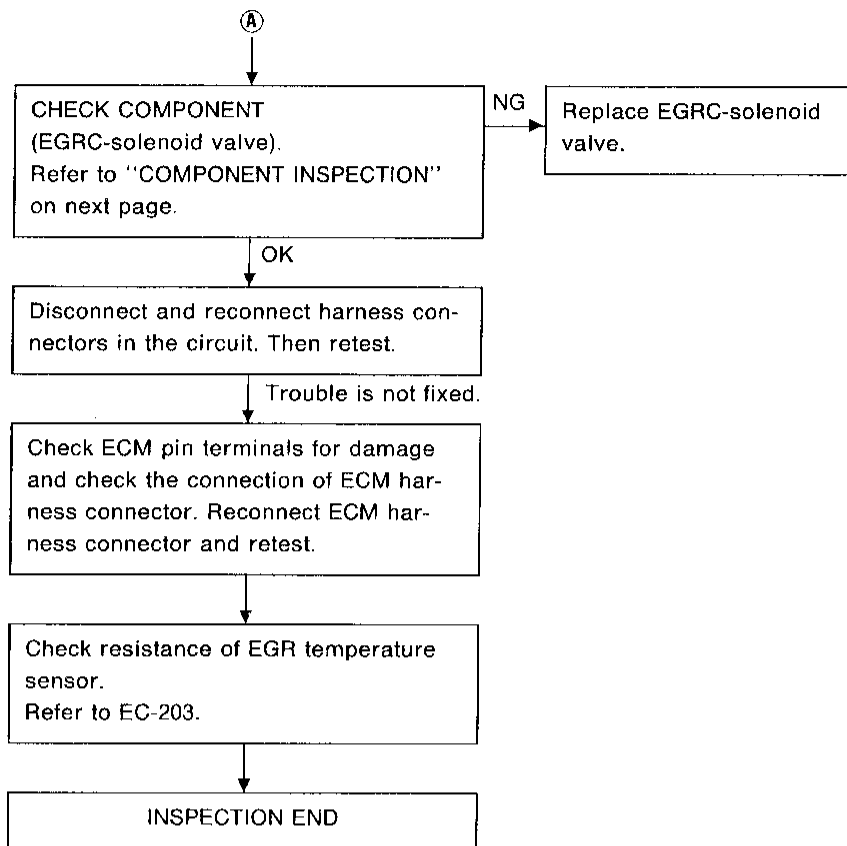 A
CHECK COMPONENT
(EGRC-solenoid valve).
Refer to "COMPONENT INSPECTION"
on next page.
NG
Replace EGRC-solenoid
valve.
OK
Disconnect and reconnect harness con-
nectors in the circuit. Then retest.
Trouble is not fixed.
Check ECM pin terminals for damage
and check the connection of ECM har-
ness connector. Reconnect ECM har-
ness connector and retest.
Check resistance of EGR temperature
sensor.
Refer to EC-203.
INSPECTION END